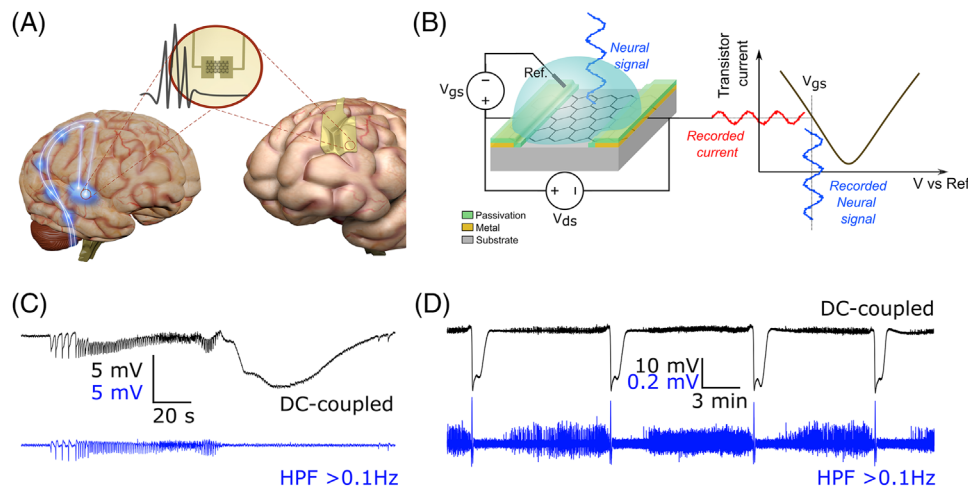 (A)
(B)
Neural
signal
Ref.
Vgs
Vds
Passivation
Metal
Substrate
Recorded
current
Transistor
current
Vgs
V vs Ref
Recorded
Neural
signal
(C)
5 mV
5 mV
20 s
DC-coupled
HPF >0.1Hz
(D)
DC-coupled
10 mV
0.2 mV
3 min
HPF >0.1Hz